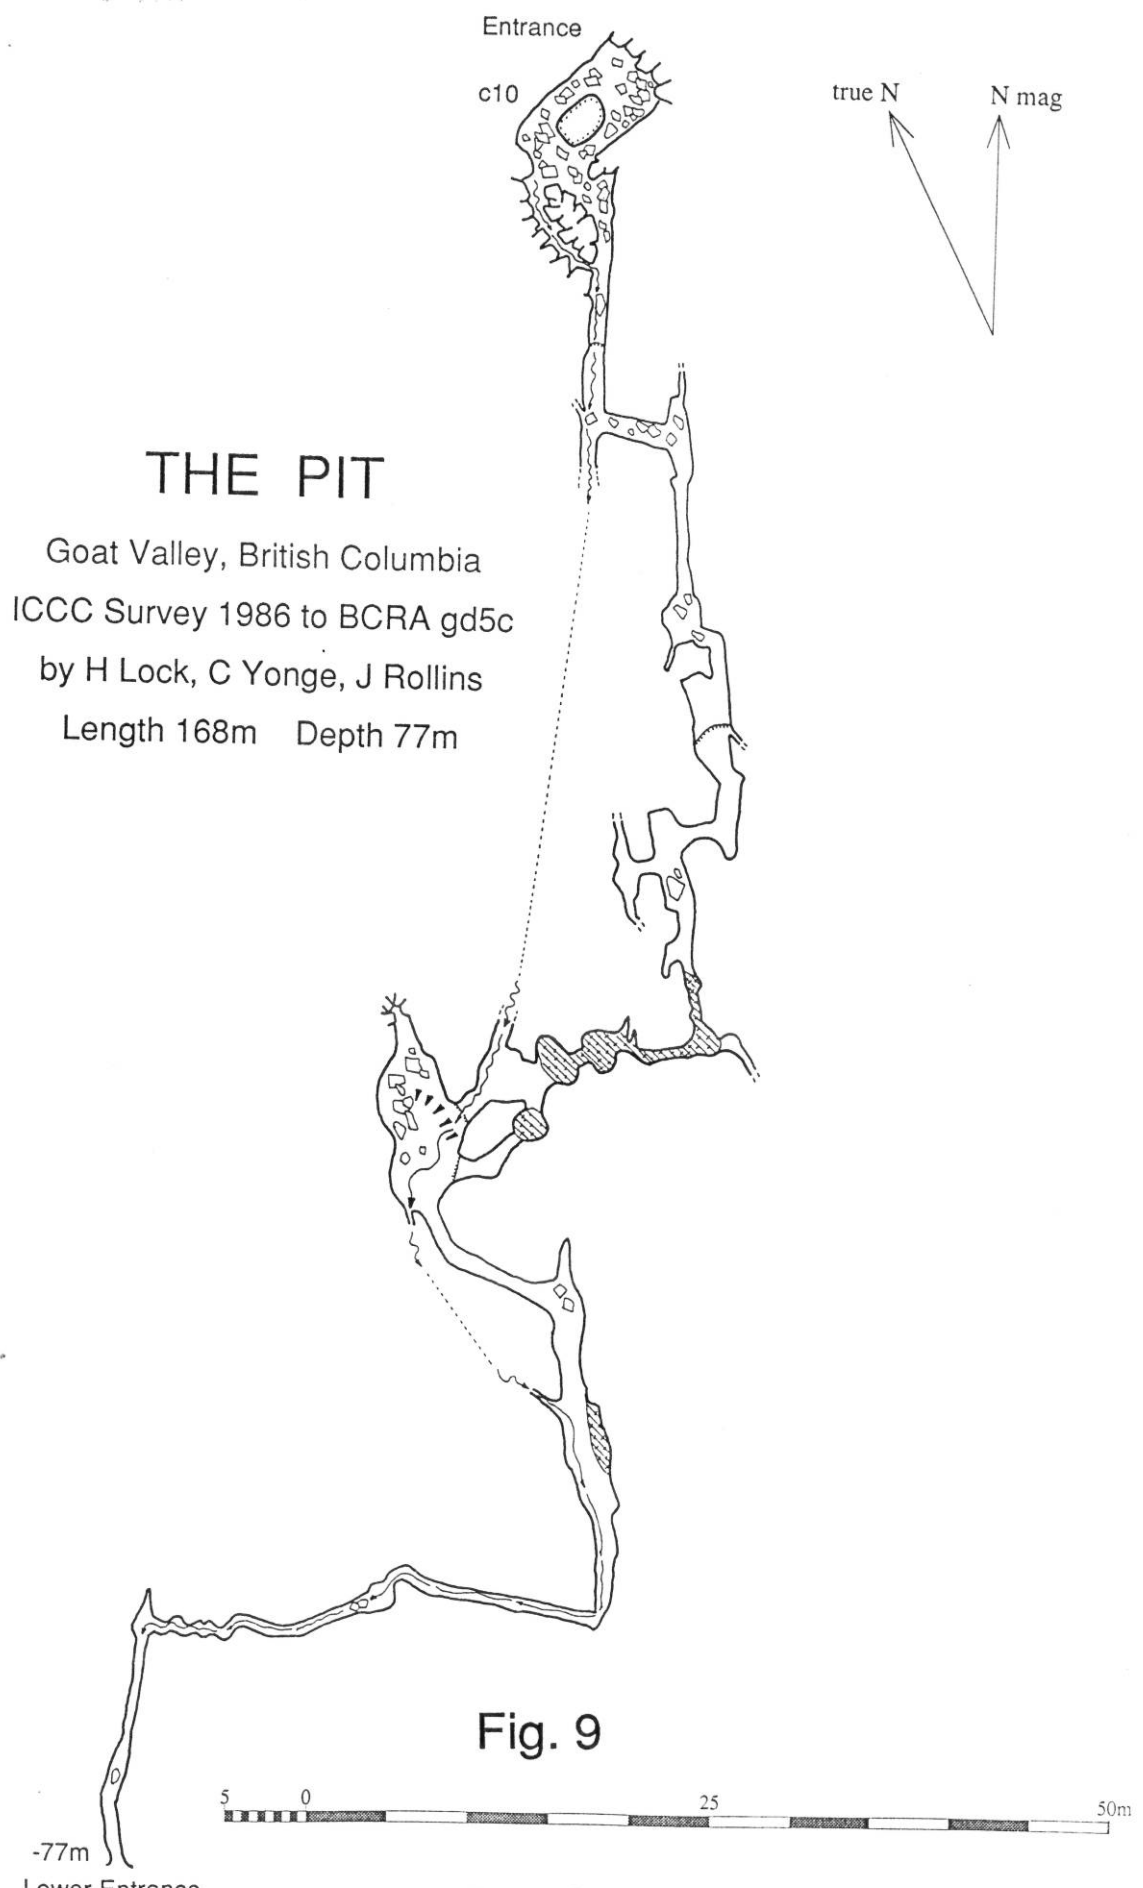 Entrance
c10
true N
N mag
THE PIT
Goat Valley, British Columbia
ICCC Survey 1986 to BCRA gd5c
by H Lock, C Yonge, J Rollins
Length 168m Depth 77m
Fig. 9
5 0 25 50m
-77m
Lower Entrance